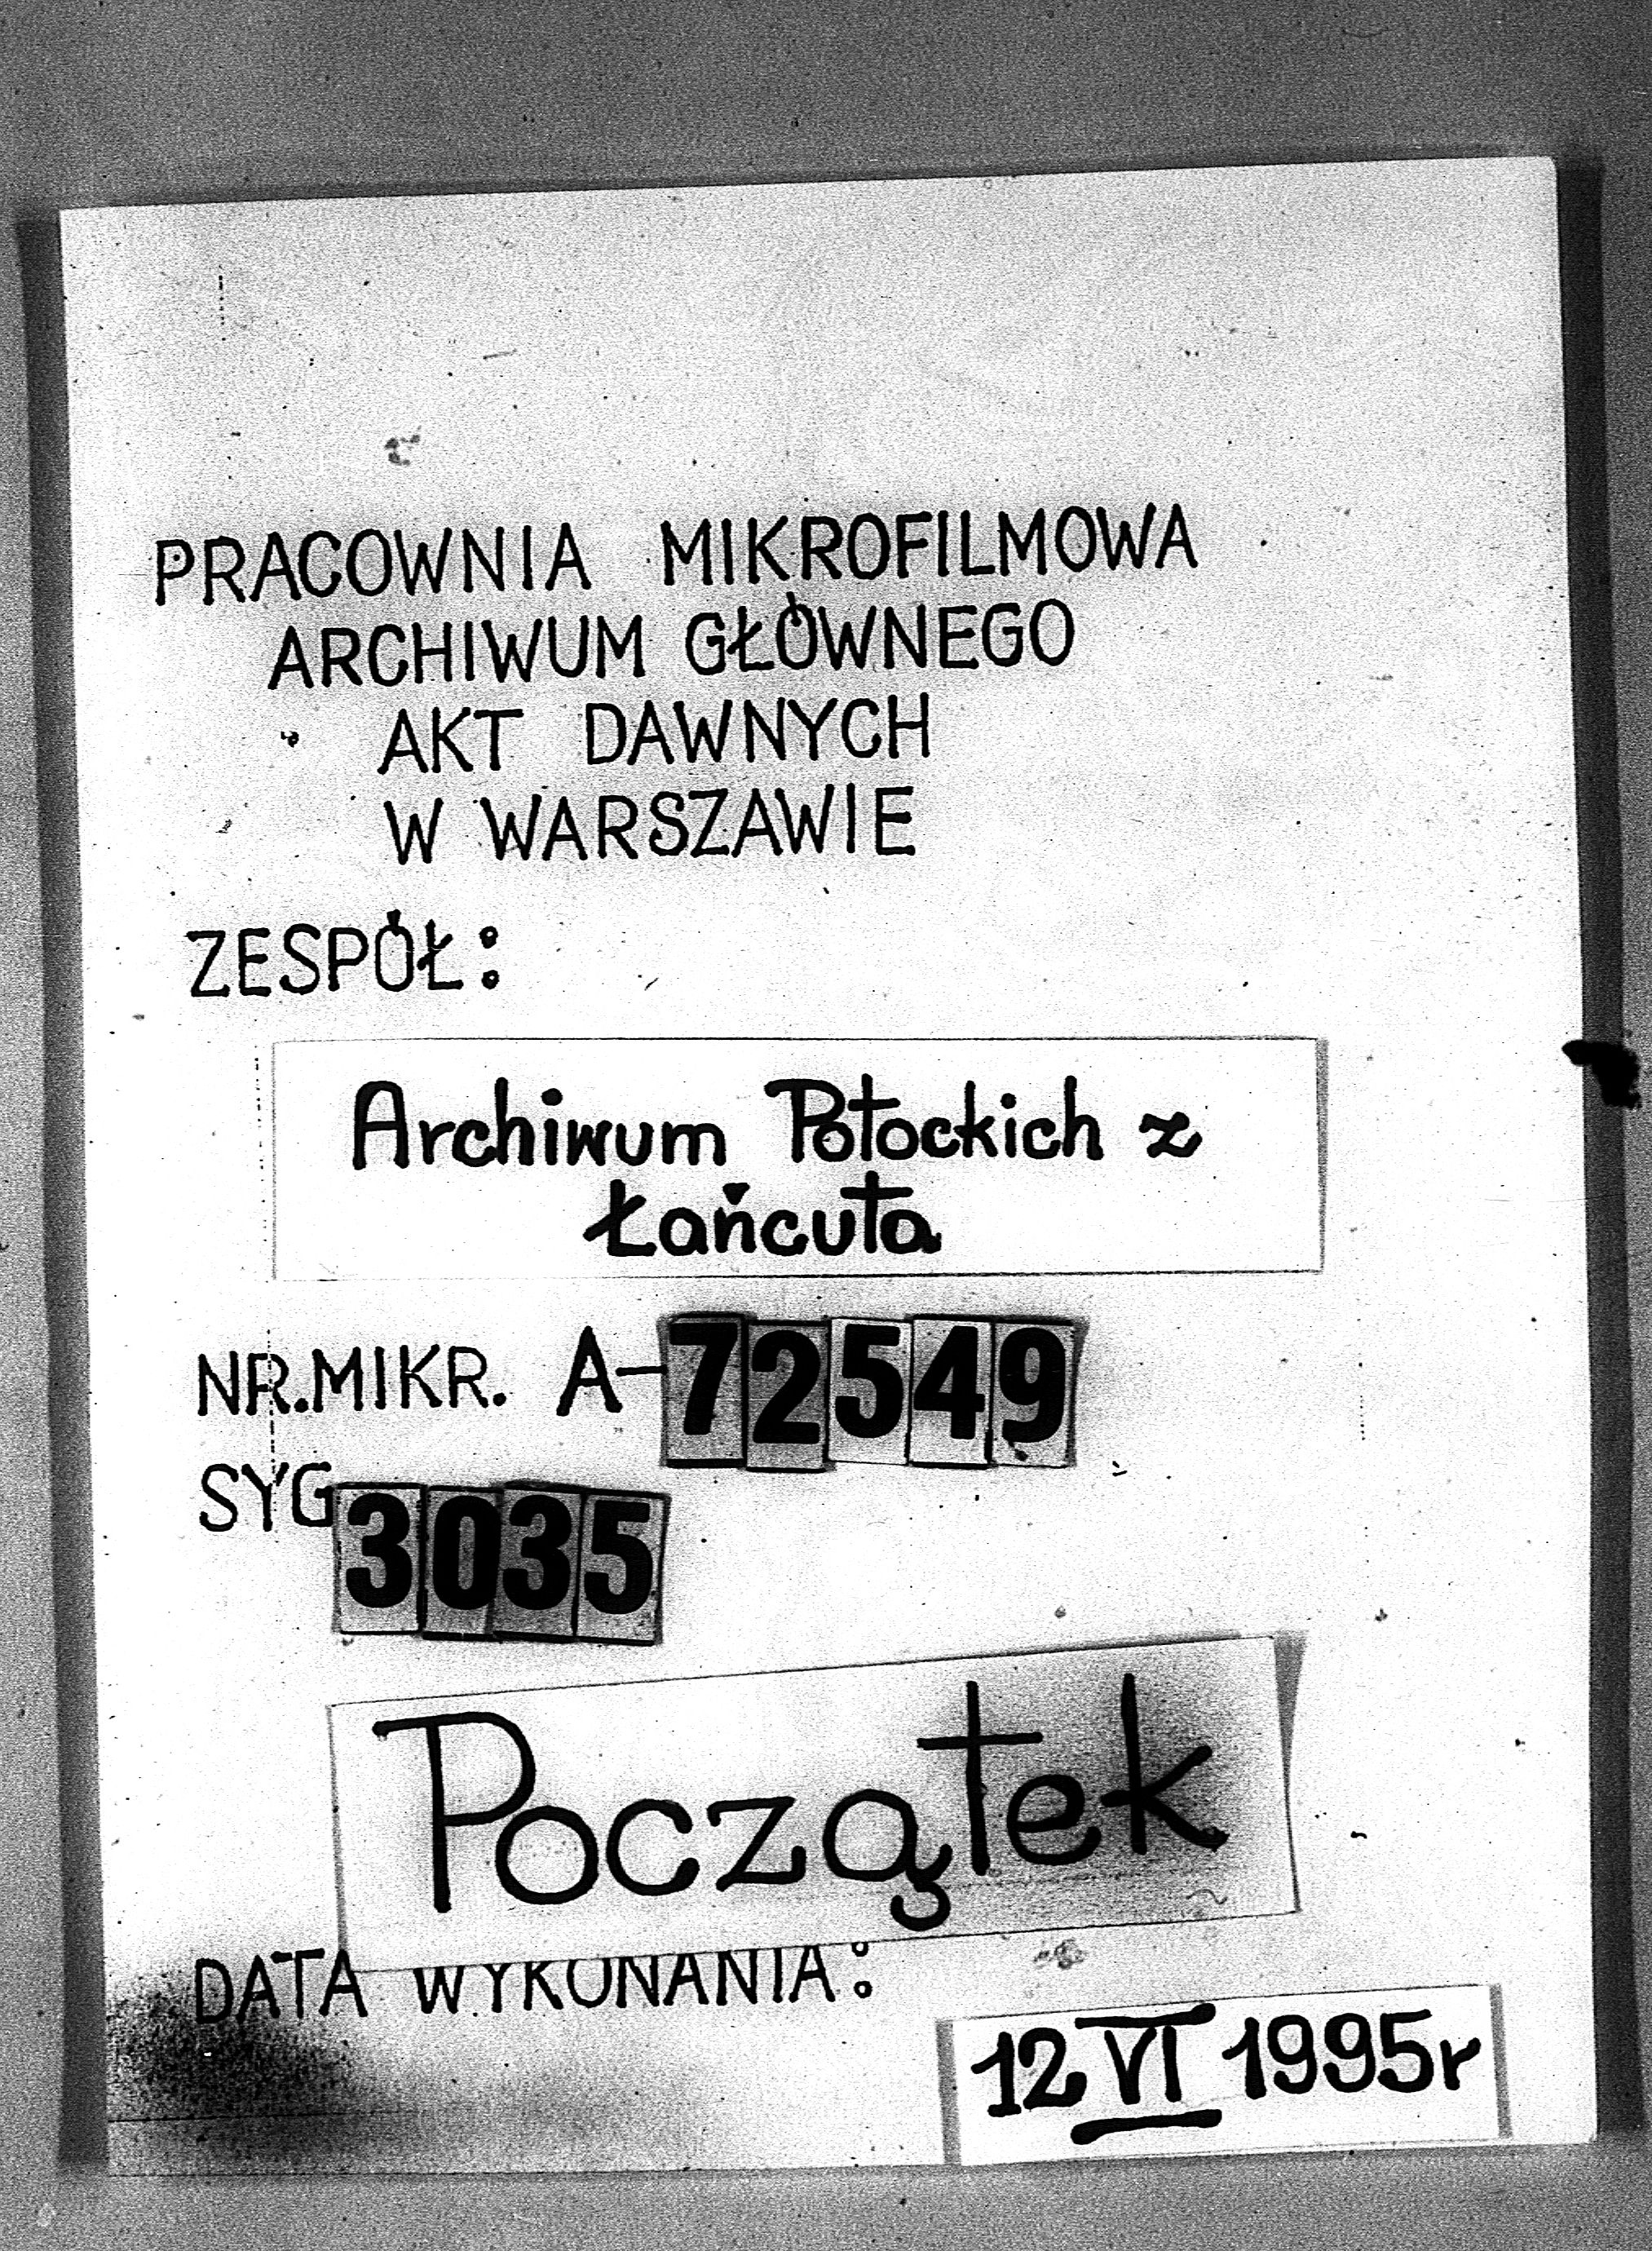 PRACOWNIA MIKROFILMOWA
ARCHIWUM GŁÓWNEGO
AKT DAWNYCH
W WARSZAWIE
ZESPÓŁ:
Archiwum Potockich z
Łańcuta
NR.MIKR. A-72549
SYG 3035
Początek
DATA WYKONANIA:
12 VI 1995r